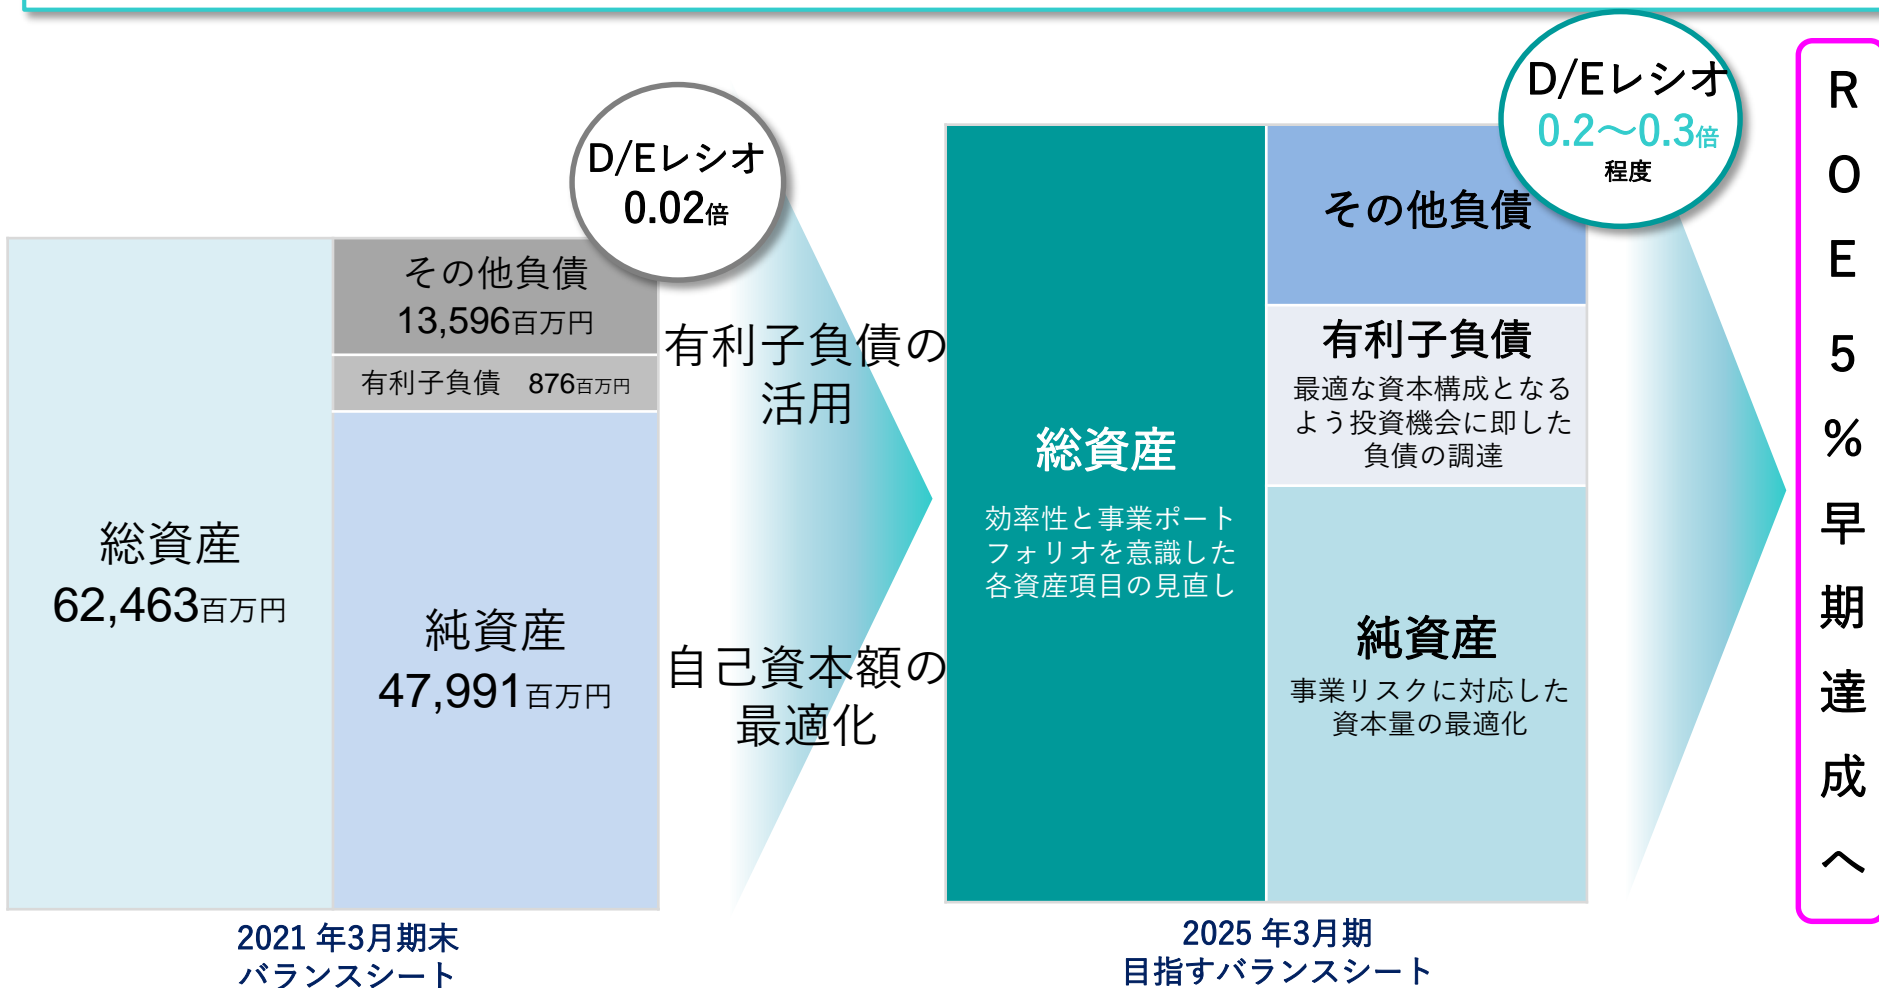 D/Eレシオ
0.02倍
その他負債
13,596百万円
有利子負債 876百万円
総資産
62,463百万円
純資産
47,991百万円
2021 年3月期末
バランスシート
有利子負債の
活用
自己資本額の
最適化
D/Eレシオ
0.2～0.3倍
程度
その他負債
有利子負債
最適な資本構成となる
よう投資機会に即した
負債の調達
総資産
効率性と事業ポート
フォリオを意識した
各資産項目の見直し
純資産
事業リスクに対応した
資本量の最適化
2025 年3月期
目指すバランスシート
ROE5%早期達成へ